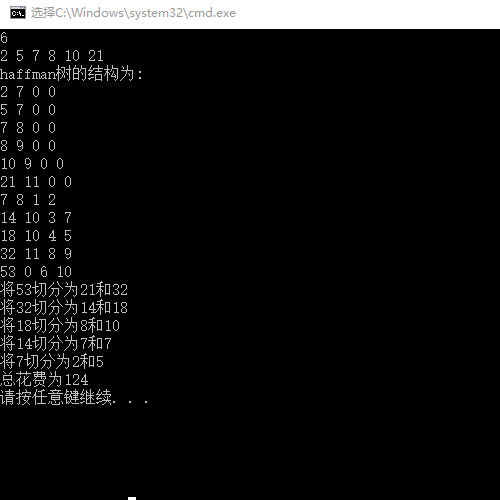 选择C:\Windows\system32\cmd.exe
6
2 5 7 8 10 21
haffman树的结构为:
2 7 0 0
5 7 0 0
7 8 0 0
8 9 0 0
10 9 0 0
21 11 0 0
7 8 1 2
14 10 3 7
18 10 4 5
32 11 8 9
53 0 6 10
将53切分为21和32
将32切分为14和18
将18切分为8和10
将14切分为7和7
将7切分为2和5
总花费为124
请按任意键继续. . .